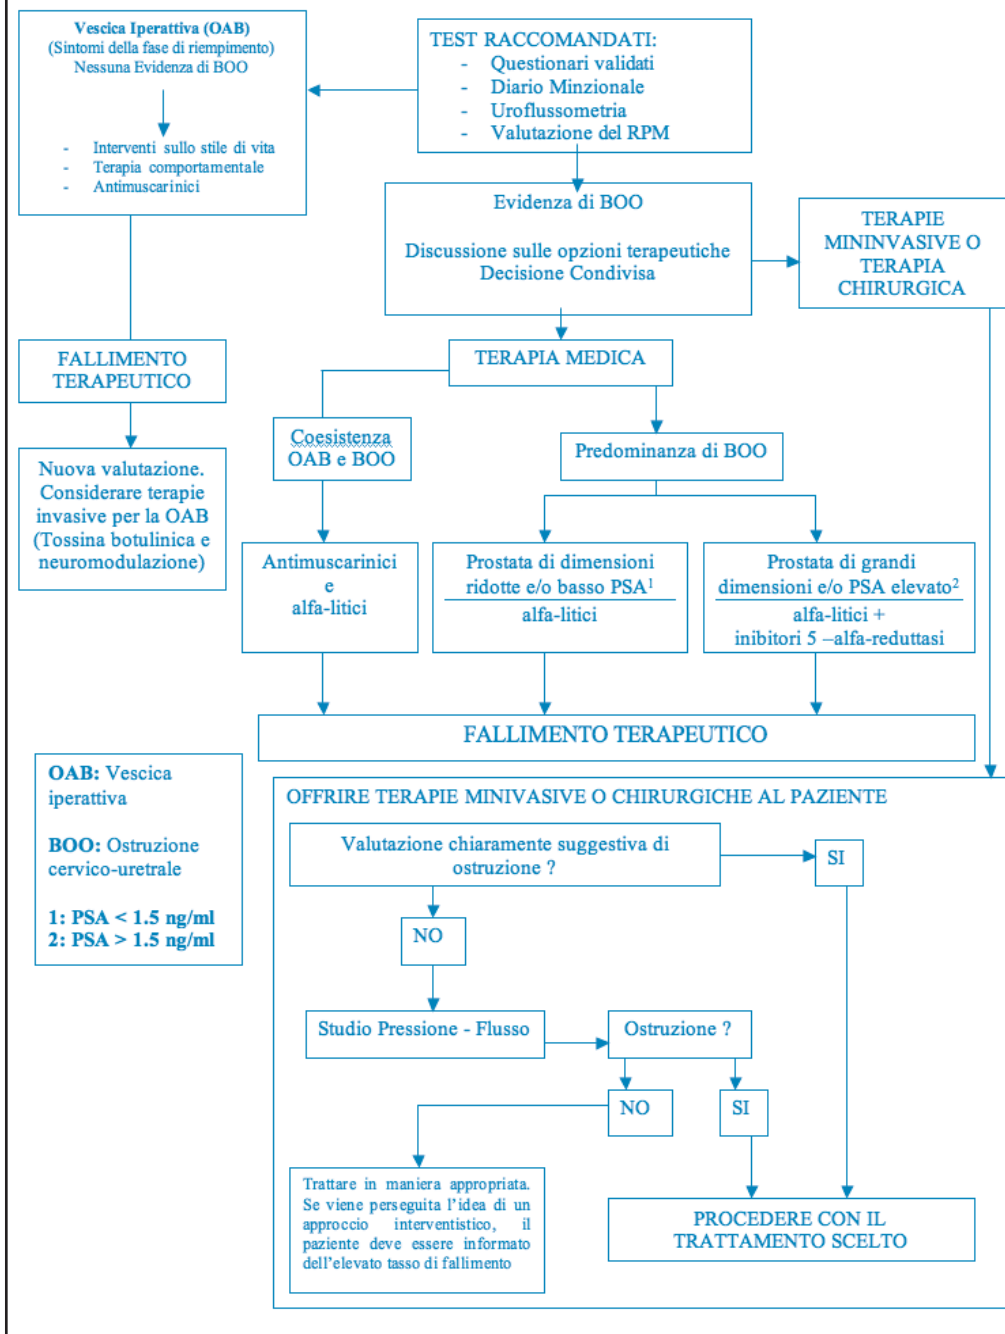 Vescica Iperattiva (OAB)
(Sintomi della fase di riempimento)
Nessuna Evidenza di BOO
- Interventi sullo stile di vita
- Terapia comportamentale
- Antimuscarinici
TEST RACCOMANDATI:
- Questionari validati
- Diario Minzionale
- Uroflussometria
- Valutazione del RPM
Evidenza di BOO
Discussione sulle opzioni terapeutiche
Decisione Condivisa
TERAPIE
MININVASIVE O
TERAPIA
CHIRURGICA
FALLIMENTO
TERAPEUTICO
TERAPIA MEDICA
Coesistenza
OAB e BOO
Predominanza di BOO
Nuova valutazione.
Considerare terapie
invasive per la OAB
(Tossina botulinica e
neuromodulazione)
Antimuscarinici
e
alfa-litici
Prostata di dimensioni
ridotte e/o basso PSA¹
alfa-litici
Prostata di grandi
dimensioni e/o PSA elevato²
alfa-litici +
inibitori 5 –alfa-reduttasi
FALLIMENTO TERAPEUTICO
OAB: Vescica
iperattiva
BOO: Ostruzione
cervico-uretrale
1: PSA < 1.5 ng/ml
2: PSA > 1.5 ng/ml
OFFRIRE TERAPIE MINIVASIVE O CHIRURGICHE AL PAZIENTE
Valutazione chiaramente suggestiva di
ostruzione ?
SI
NO
Studio Pressione - Flusso
Ostruzione ?
NO
SI
Trattare in maniera appropriata.
Se viene perseguita l'idea di un
approccio interventistico, il
paziente deve essere informato
dell'elevato tasso di fallimento
PROCEDERE CON IL
TRATTAMENTO SCELTO